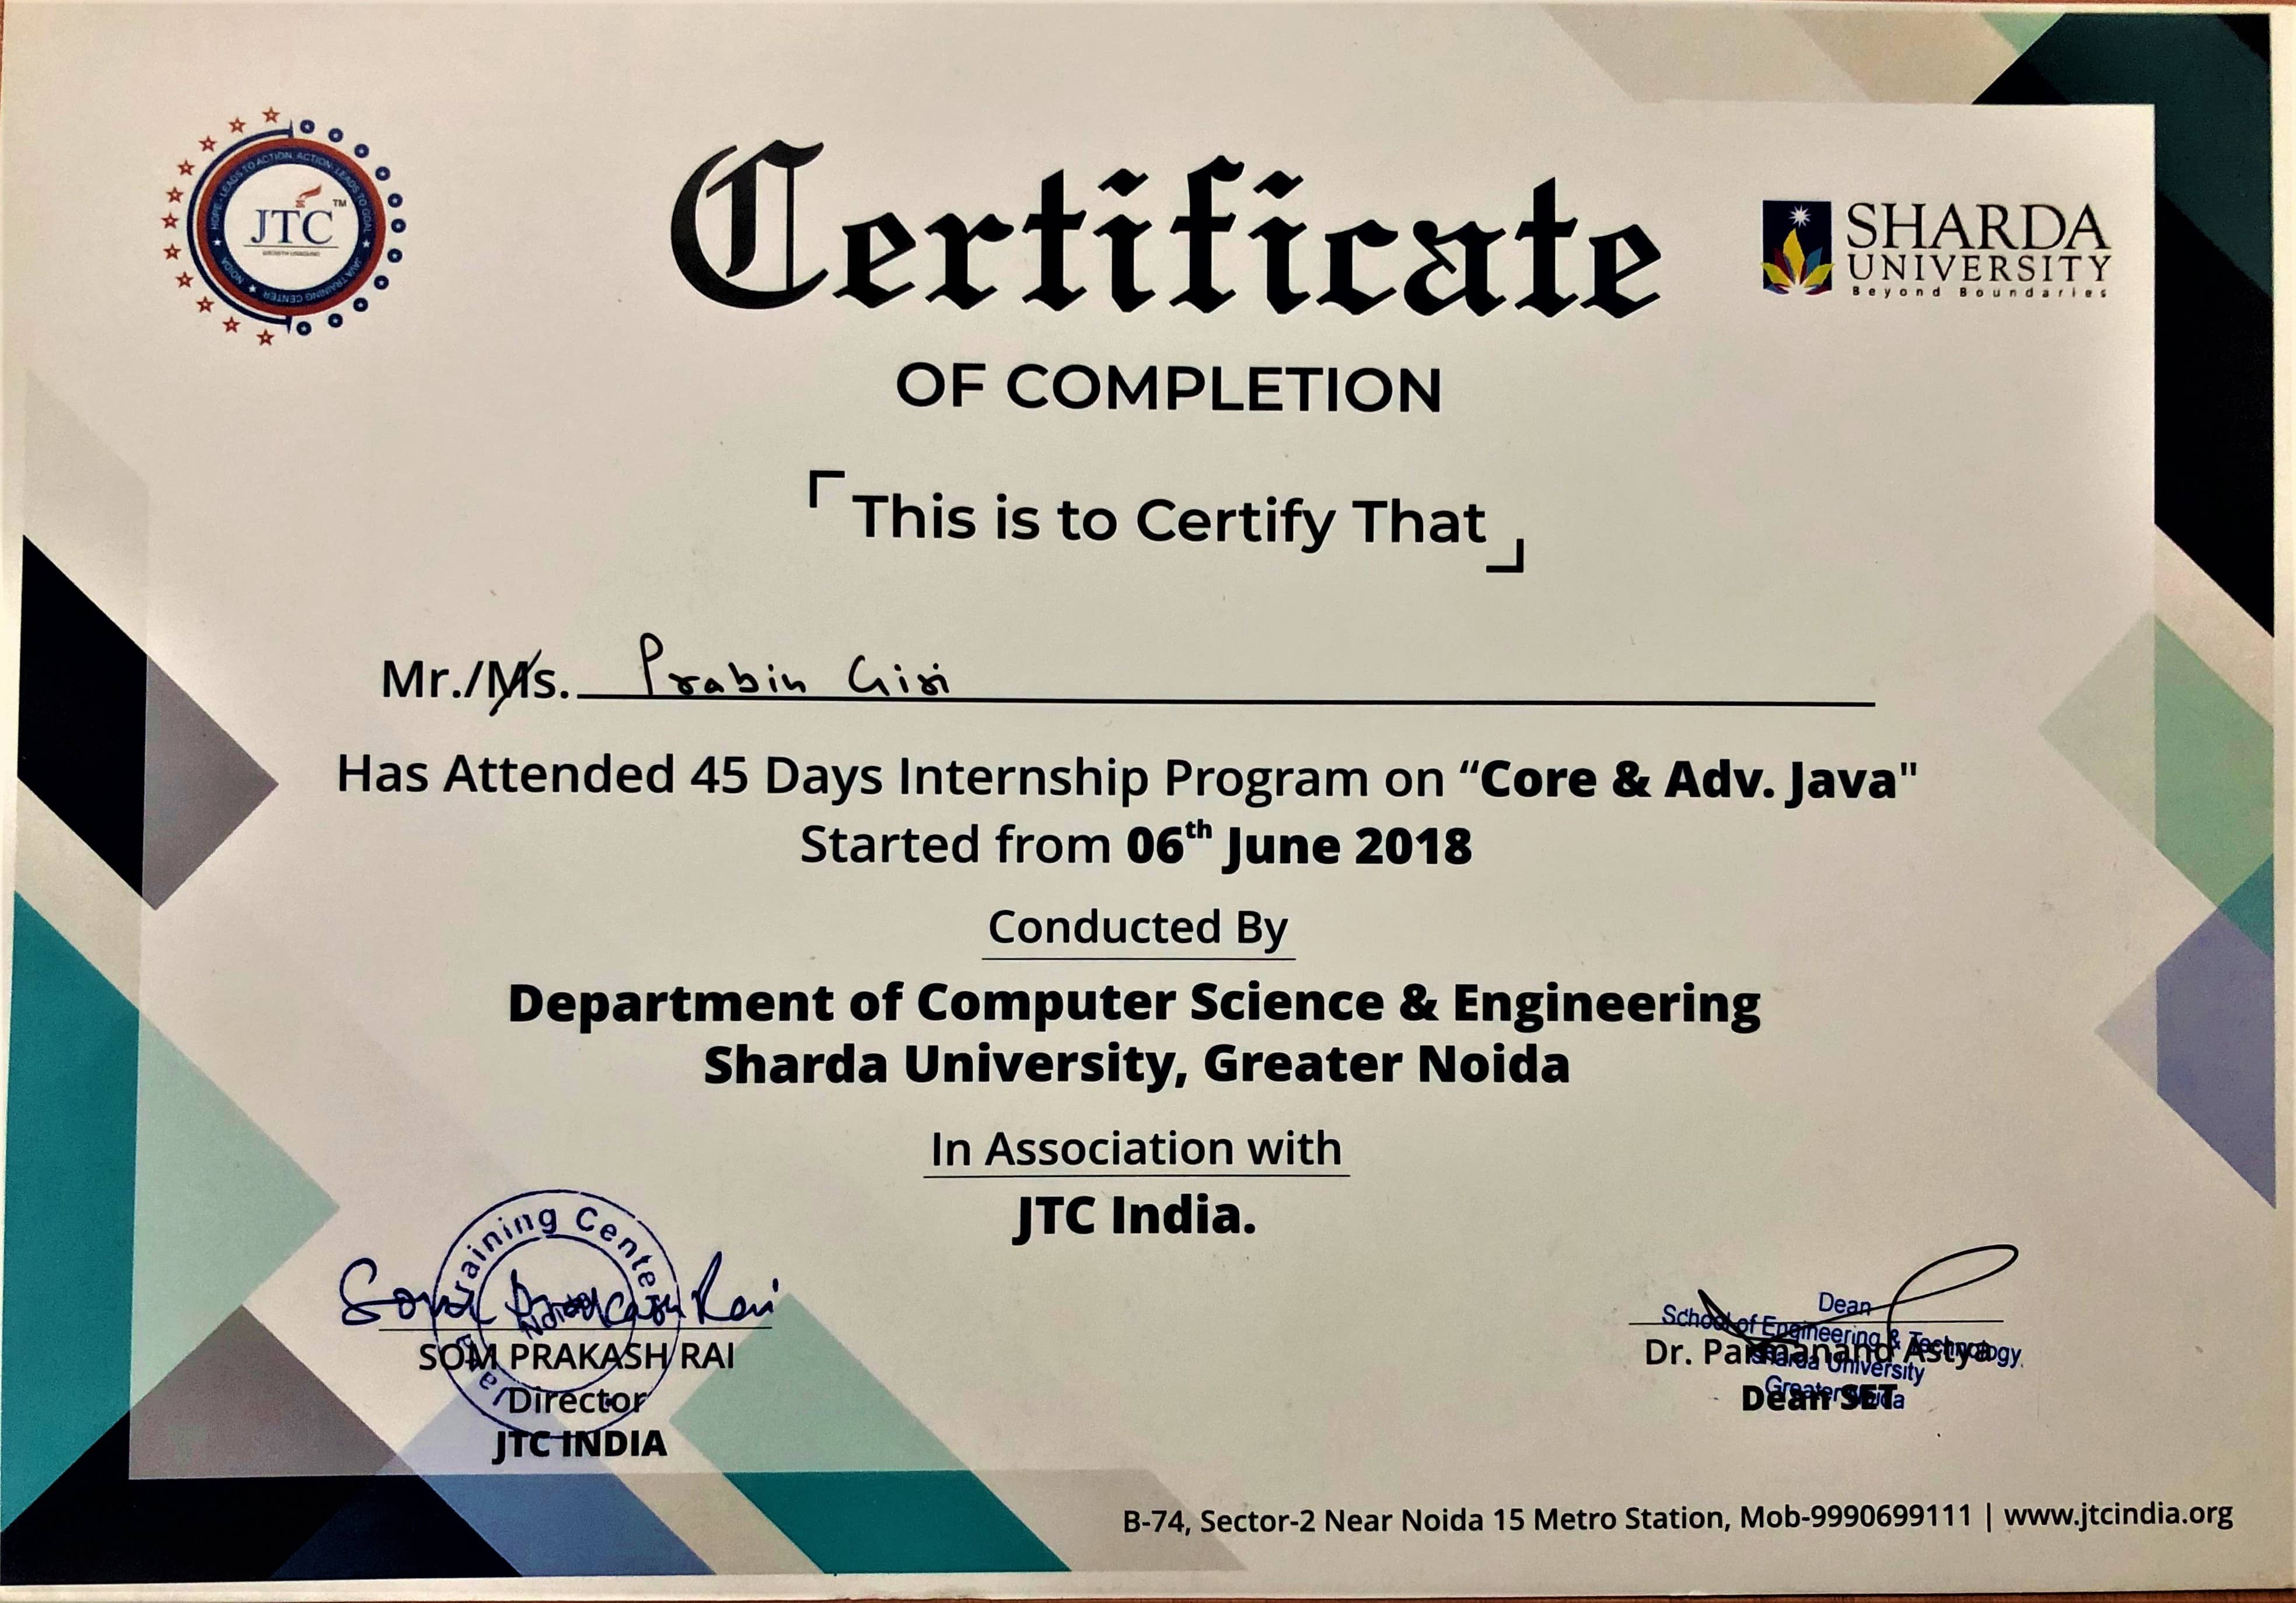 HOPE - LEADS TO ACTION, ACTION - LEADS TO GOAL
JTC TM
JAVA TRAINING CENTER ★ NOIDA
Certificate
SHARDA
UNIVERSITY
Beyond Boundaries
OF COMPLETION
「This is to Certify That」
Mr./Ms. Prabin Giri
Has Attended 45 Days Internship Program on “Core & Adv. Java"
Started from 06th June 2018
Conducted By
Department of Computer Science & Engineering
Sharda University, Greater Noida
In Association with
JTC India.
Training Center
Noida
Som Prakash Rai
SOM PRAKASH RAI
Director
JTC INDIA
Dean
School of Engineering & Technology
Sharda University
Greater Noida
Dr. Parmanand Astya
Dean SET
B-74, Sector-2 Near Noida 15 Metro Station, Mob-9990699111 | www.jtcindia.org